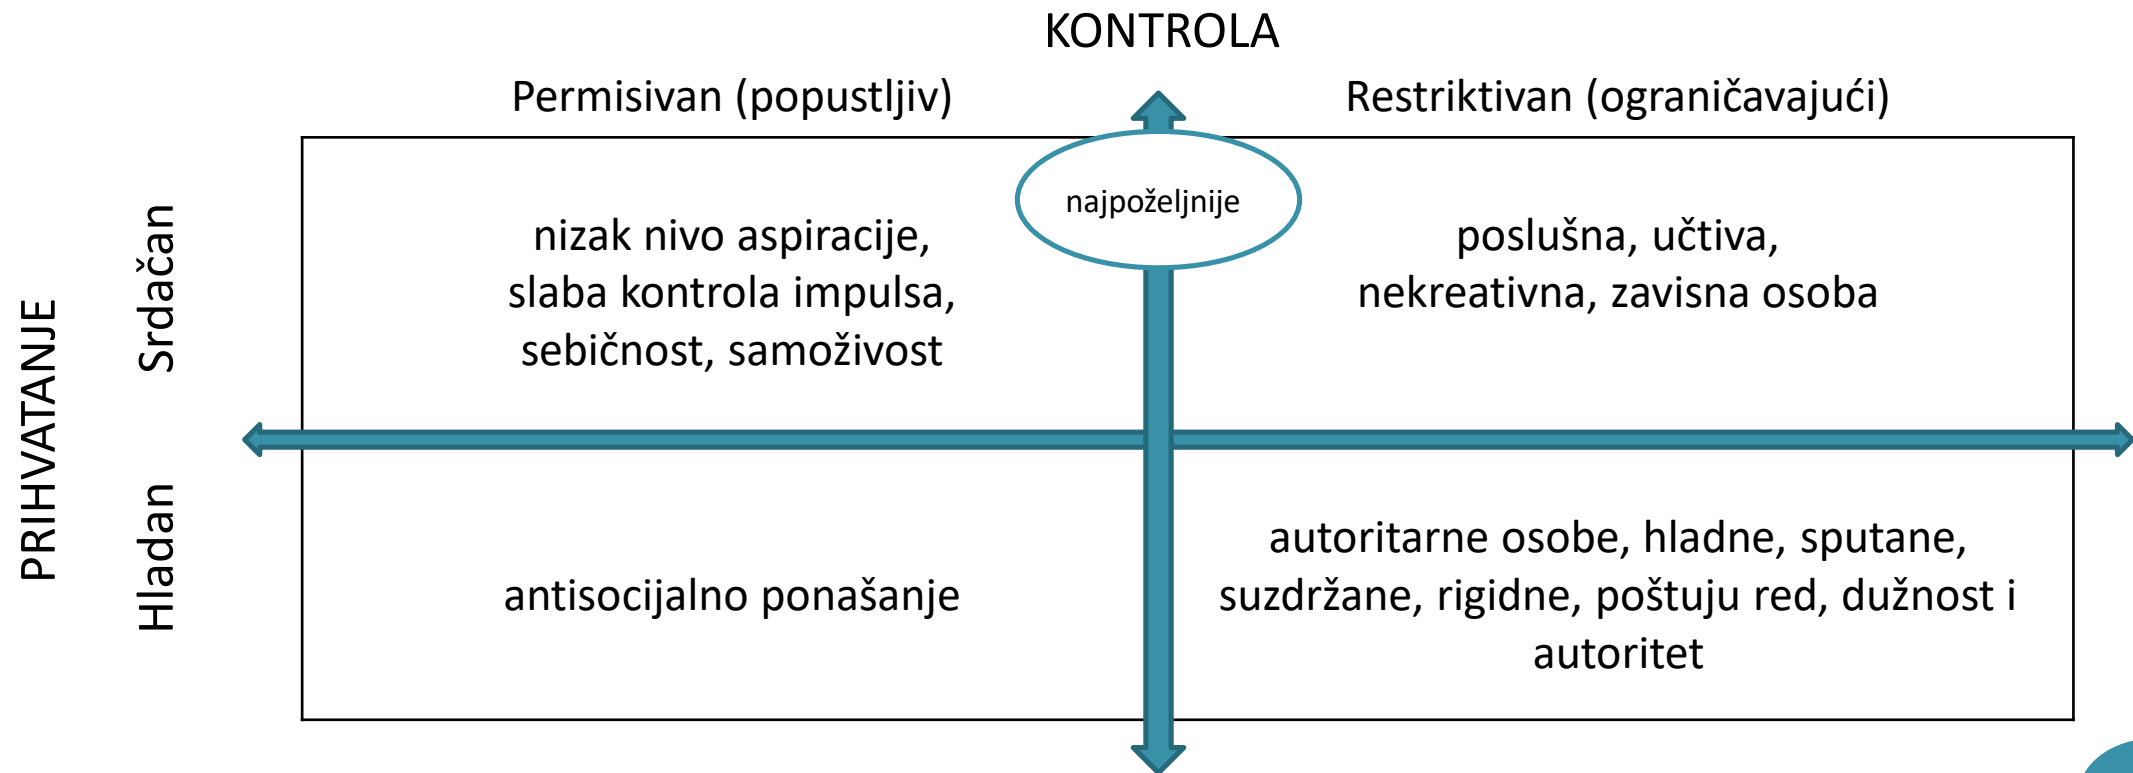 KONTROLA
Permisivan (popustljiv)
Restriktivan (ograničavajući)
PRIHVATANJE
Srdačan
nizak nivo aspiracije,
slaba kontrola impulsa,
sebičnost, samoživost
najpoželjnije
poslušna, učtiva,
nekreativna, zavisna osoba
Hladan
antisocijalno ponašanje
autoritarne osobe, hladne, sputane,
suzdržane, rigidne, poštuju red, dužnost i
autoritet